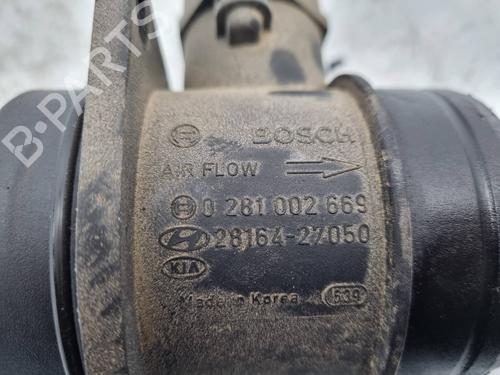 BOSCH
AIR FLOW
0 281 002 669
28164-27050
KIA
Made in Korea 639
B-PARTS